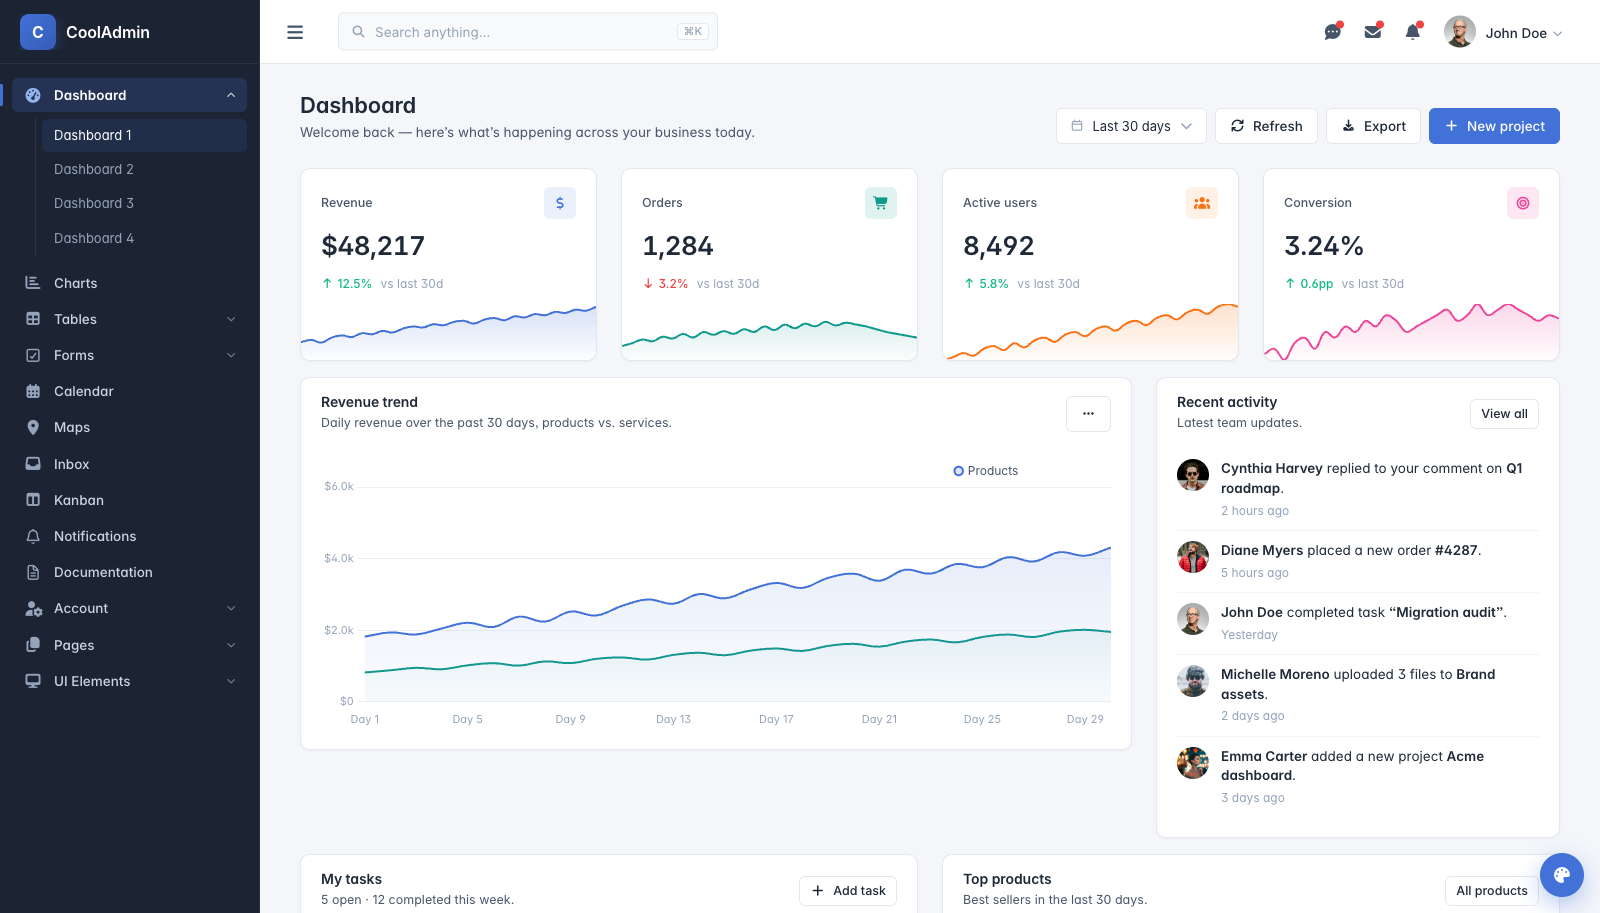 C CoolAdmin
Search anything...
⌘K
John Doe
Dashboard
Dashboard 1
Dashboard 2
Dashboard 3
Dashboard 4
Charts
Tables
Forms
Calendar
Maps
Inbox
Kanban
Notifications
Documentation
Account
Pages
UI Elements
Dashboard
Welcome back — here's what's happening across your business today.
Last 30 days
Refresh
Export
New project
Revenue
$
$48,217
↑ 12.5% vs last 30d
Orders
1,284
↓ 3.2% vs last 30d
Active users
8,492
↑ 5.8% vs last 30d
Conversion
3.24%
↑ 0.6pp vs last 30d
Revenue trend
Daily revenue over the past 30 days, products vs. services.
Products
$6.0k
$4.0k
$2.0k
$0
Day 1 Day 5 Day 9 Day 13 Day 17 Day 21 Day 25 Day 29
Recent activity
Latest team updates.
View all
Cynthia Harvey replied to your comment on Q1
roadmap.
2 hours ago
Diane Myers placed a new order #4287.
5 hours ago
John Doe completed task “Migration audit”.
Yesterday
Michelle Moreno uploaded 3 files to Brand
assets.
2 days ago
Emma Carter added a new project Acme
dashboard.
3 days ago
My tasks
5 open · 12 completed this week.
Add task
Top products
Best sellers in the last 30 days.
All products